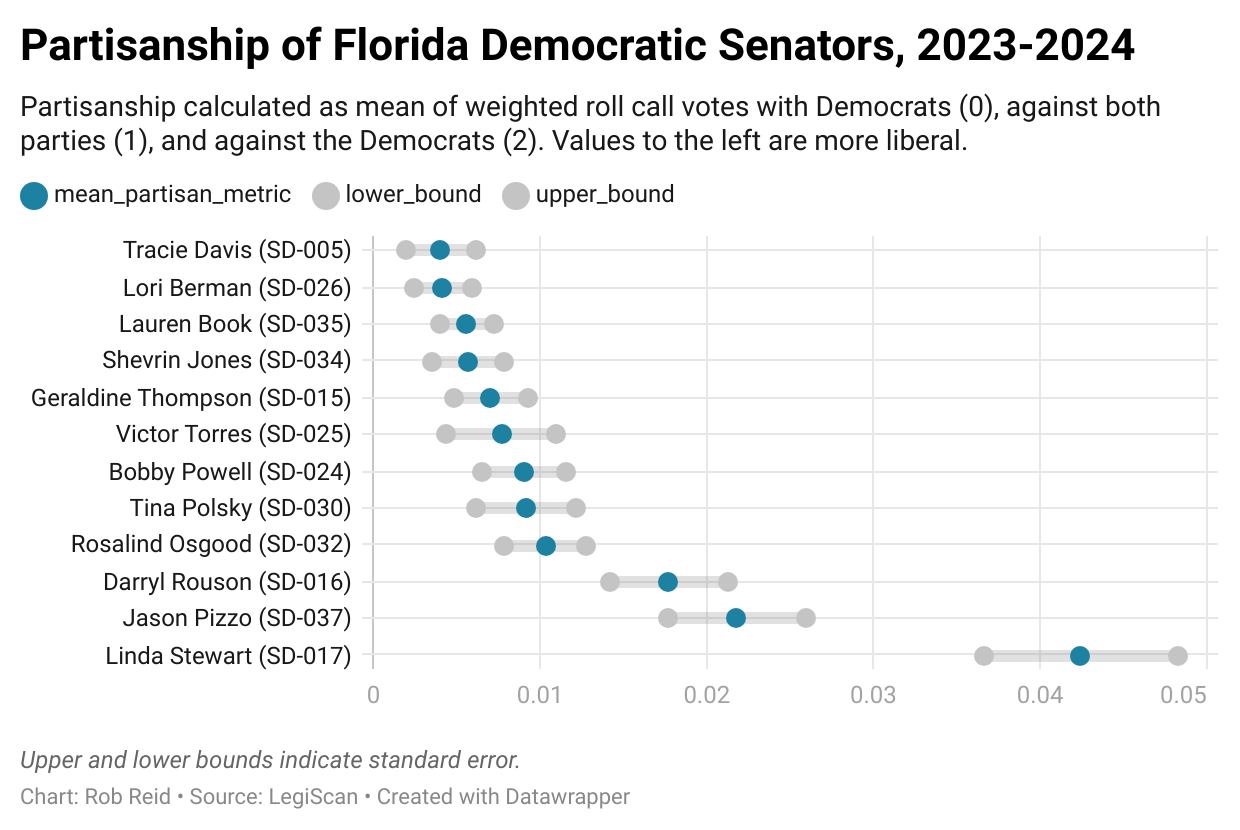 Partisanship of Florida Democratic Senators, 2023-2024
Partisanship calculated as mean of weighted roll call votes with Democrats (0), against both
parties (1), and against the Democrats (2). Values to the left are more liberal.
mean_partisan_metric lower_bound upper_bound
Tracie Davis (SD-005)
Lori Berman (SD-026)
Lauren Book (SD-035)
Shevrin Jones (SD-034)
Geraldine Thompson (SD-015)
Victor Torres (SD-025)
Bobby Powell (SD-024)
Tina Polsky (SD-030)
Rosalind Osgood (SD-032)
Darryl Rouson (SD-016)
Jason Pizzo (SD-037)
Linda Stewart (SD-017)
0 0.01 0.02 0.03 0.04 0.05
Upper and lower bounds indicate standard error.
Chart: Rob Reid • Source: LegiScan • Created with Datawrapper